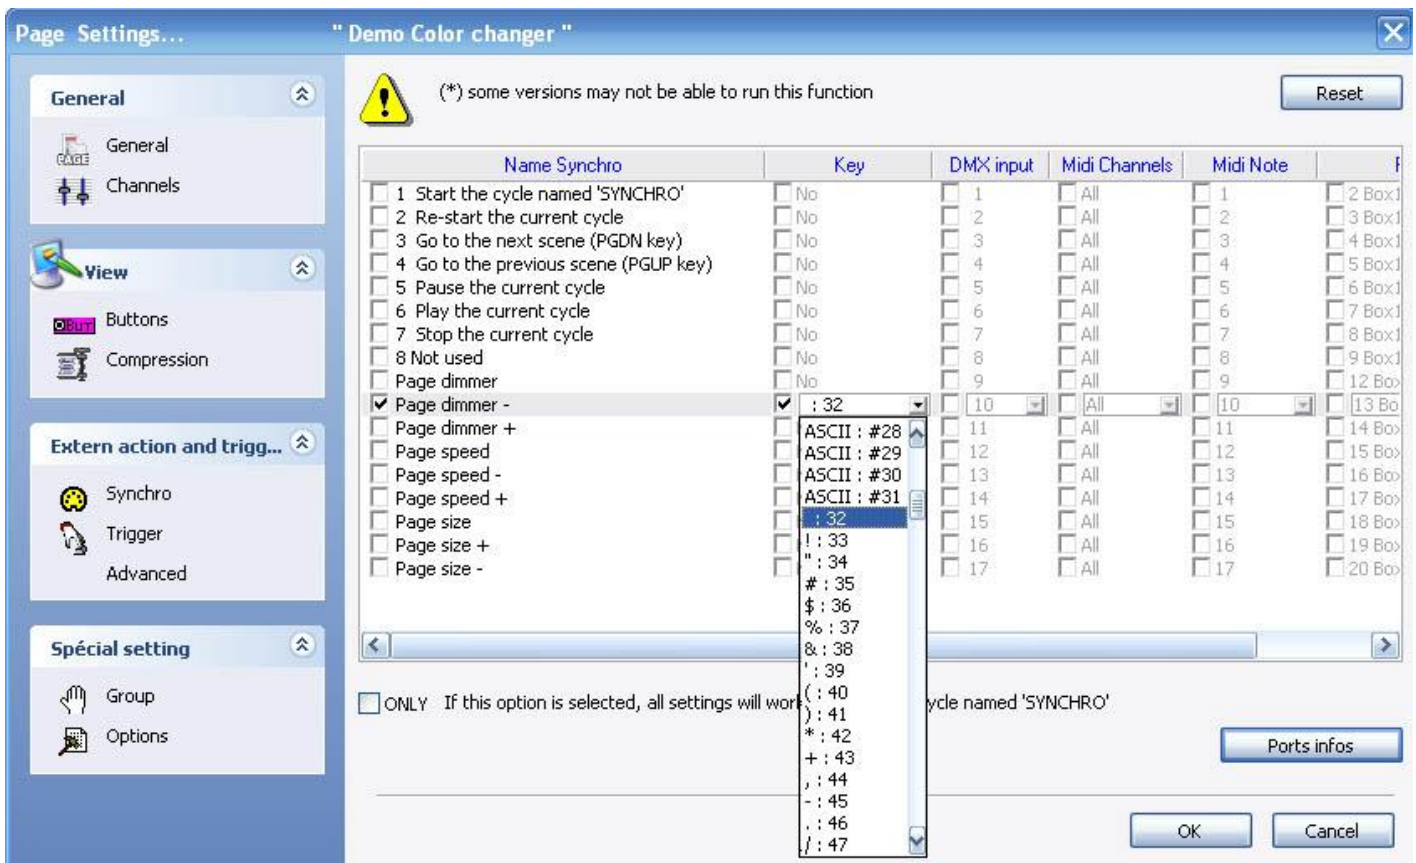 Page Settings... " Demo Color changer "
General
General
PAGE
Channels
View
Buttons
OBUT
Compression
Extern action and trigg...
Synchro
Trigger
Advanced
Spécial setting
Group
Options
(*) some versions may not be able to run this function
Reset
Name Synchro Key DMX input Midi Channels Midi Note
1 Start the cycle named 'SYNCHRO' No 1 All 1 2 Box1
2 Re-start the current cycle No 2 All 2 3 Box1
3 Go to the next scene (PGDN key) No 3 All 3 4 Box1
4 Go to the previous scene (PGUP key) No 4 All 4 5 Box1
5 Pause the current cycle No 5 All 5 6 Box1
6 Play the current cycle No 6 All 6 7 Box1
7 Stop the current cycle No 7 All 7 8 Box1
8 Not used No 8 All 8 9 Box1
Page dimmer No 9 All 9 12 Box
Page dimmer - : 32 10 All 10 13 Bo
Page dimmer + 11 All 11 14 Box
Page speed 12 All 12 15 Box
Page speed - 13 All 13 16 Box
Page speed + 14 All 14 17 Box
Page size 15 All 15 18 Box
Page size + 16 All 16 19 Box
Page size - 17 All 17 20 Box
ASCII : #28
ASCII : #29
ASCII : #30
ASCII : #31
: 32
! : 33
" : 34
# : 35
$ : 36
% : 37
& : 38
' : 39
( : 40
) : 41
* : 42
+ : 43
, : 44
- : 45
. : 46
/ : 47
ONLY If this option is selected, all settings will wor ycle named 'SYNCHRO'
Ports infos
OK Cancel